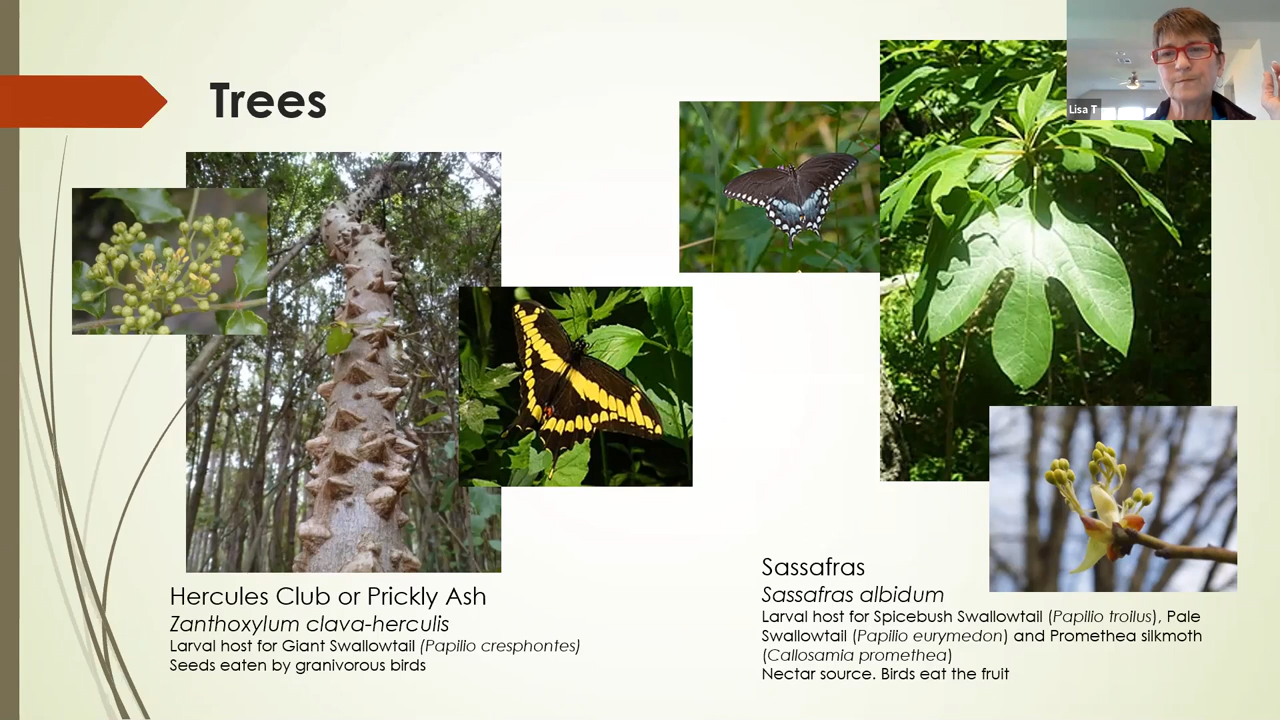 Trees
Lisa T
Hercules Club or Prickly Ash
Zanthoxylum clava-herculis
Larval host for Giant Swallowtail (Papilio cresphontes)
Seeds eaten by granivorous birds
Sassafras
Sassafras albidum
Larval host for Spicebush Swallowtail (Papilio troilus), Pale
Swallowtail (Papilio eurymedon) and Promethea silkmoth
(Callosamia promethea)
Nectar source. Birds eat the fruit